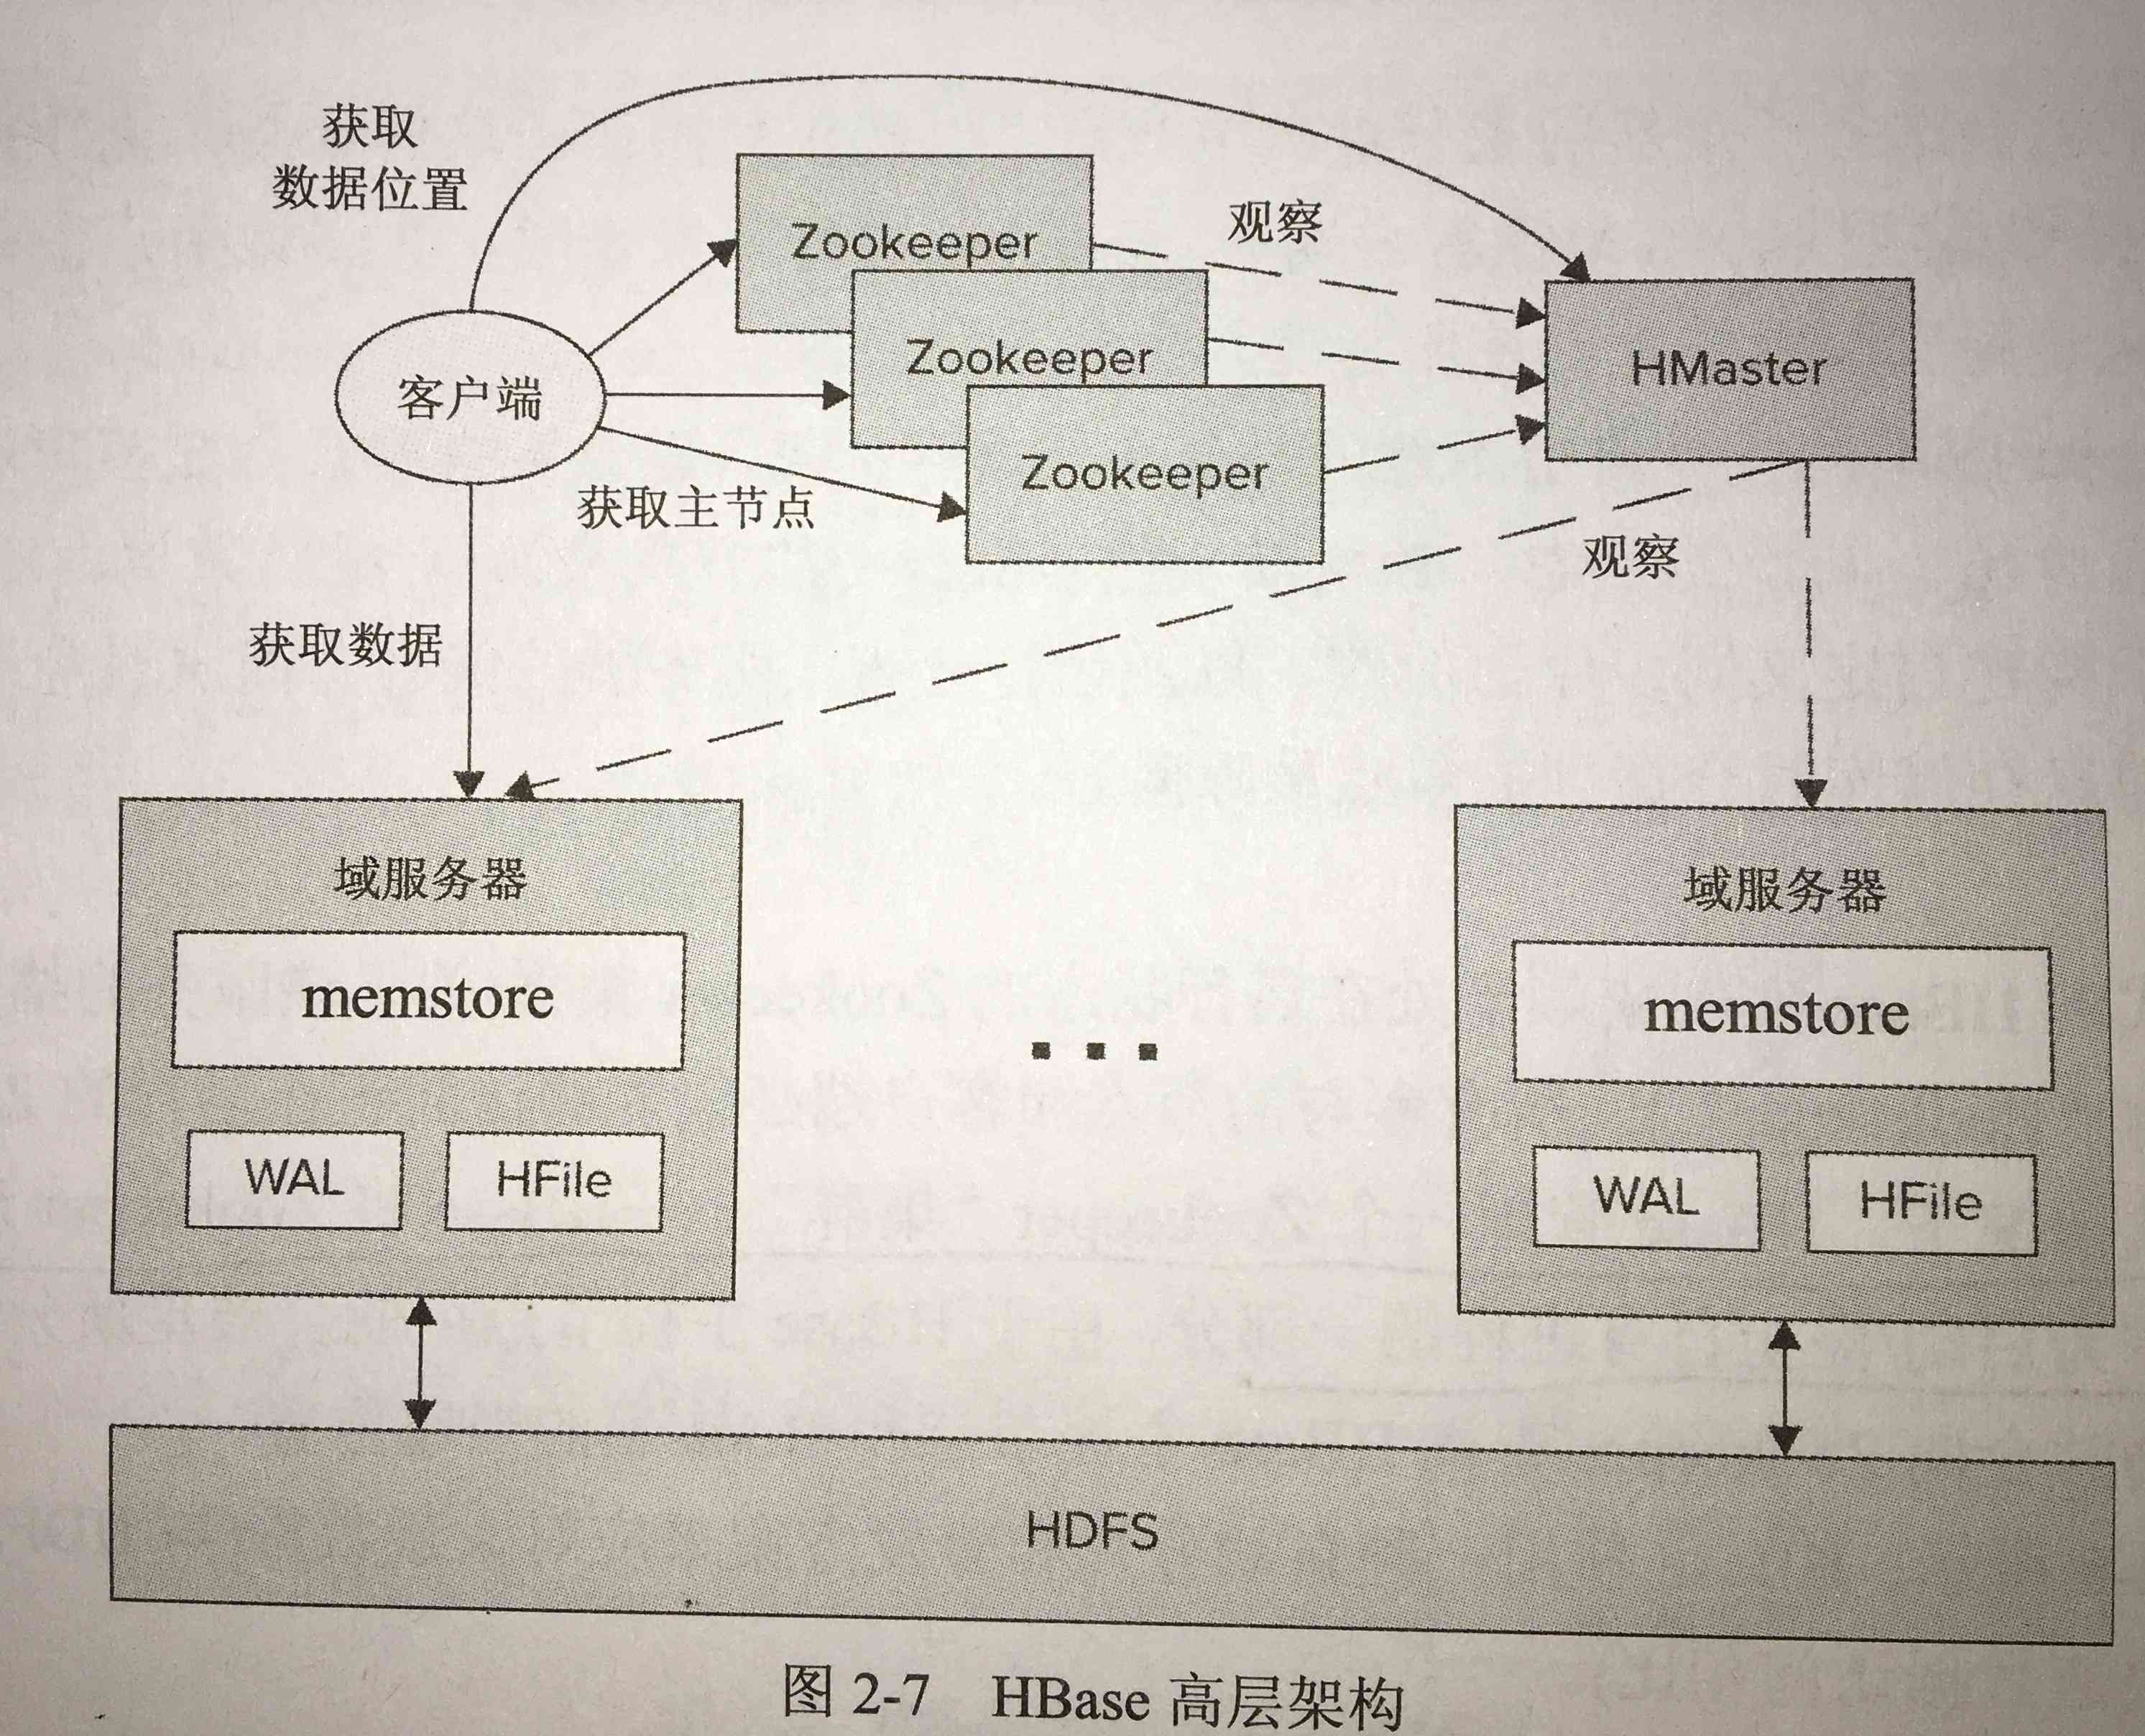 获取
数据位置
Zookeeper
观察
Zookeeper
HMaster
客户端
Zookeeper
获取主节点
观察
获取数据
域服务器
memstore
WAL
HFile
域服务器
memstore
WAL
HFile
HDFS
图 2-7 HBase 高层架构